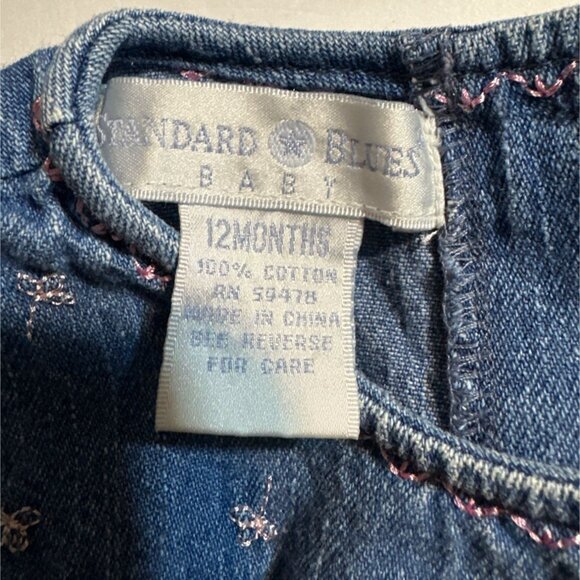 STANDARD BLUES
BABY
12MONTHS
100% COTTON
RN 59478
MADE IN CHINA
SEE REVERSE
FOR CARE